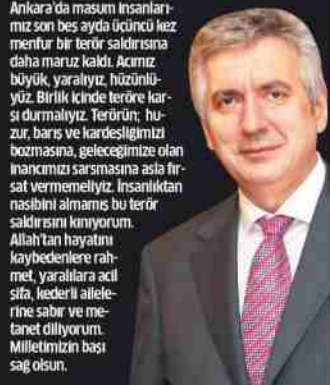 Ankara'da masum insanları-
mız son beş ayda üçüncü kez
menfur bir terör saldırısına
daha maruz kaldı. Acımız
büyük, yaralıyız, hüzünlü-
yüz. Birlik içinde teröre kar-
şı durmalıyız. Terörün; hu-
zur, barış ve kardeşliğimizi
bozmasına, geleceğimize olan
inancımızı sarsmasına asla fır-
sat vermemeliyiz. İnsanlıktan
nasibini almamış bu terör
saldırısını kınıyorum.
Allah'tan hayatını
kaybedenlere rah-
met, yaralılara acil
şifa, kederli ailele-
rine sabır ve me-
tanet diliyorum.
Milletimizin başı
sağ olsun.